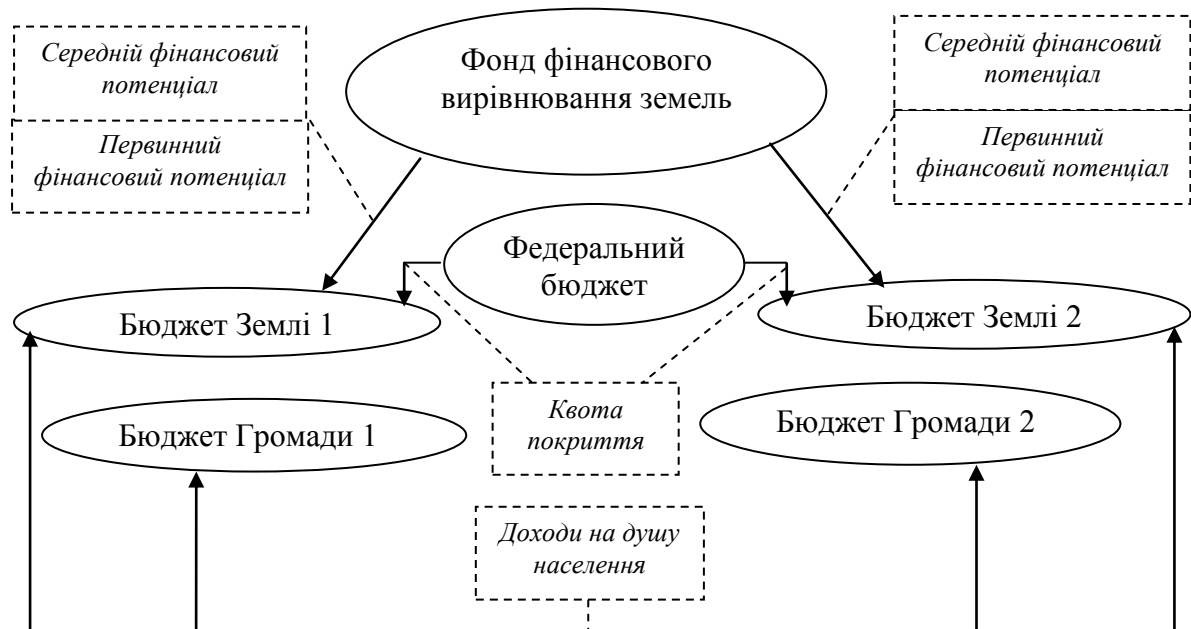 Середній фінансовий
потенціал
Первинний
фінансовий потенціал
Фонд фінансового
вирівнювання земель
Середній фінансовий
потенціал
Первинний
фінансовий потенціал
Федеральний
бюджет
Бюджет Землі 1
Бюджет Землі 2
Бюджет Громади 1
Квота
покриття
Бюджет Громади 2
Доходи на душу
населення